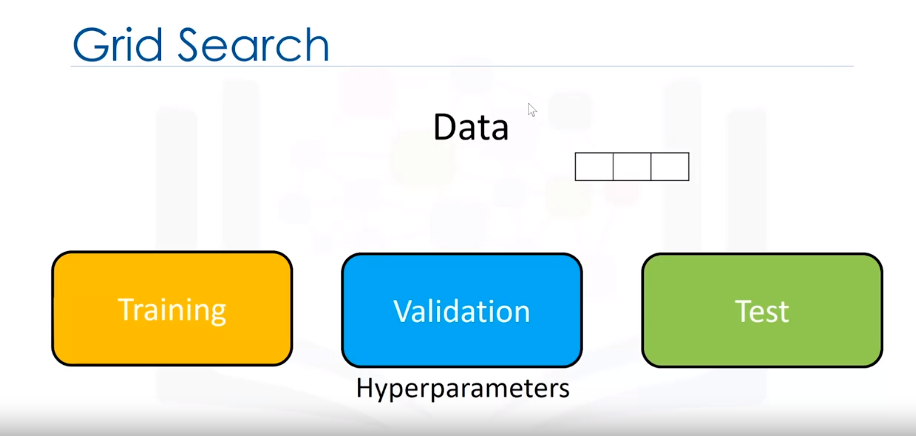 Grid Search
Data
Training
Validation
Test
Hyperparameters